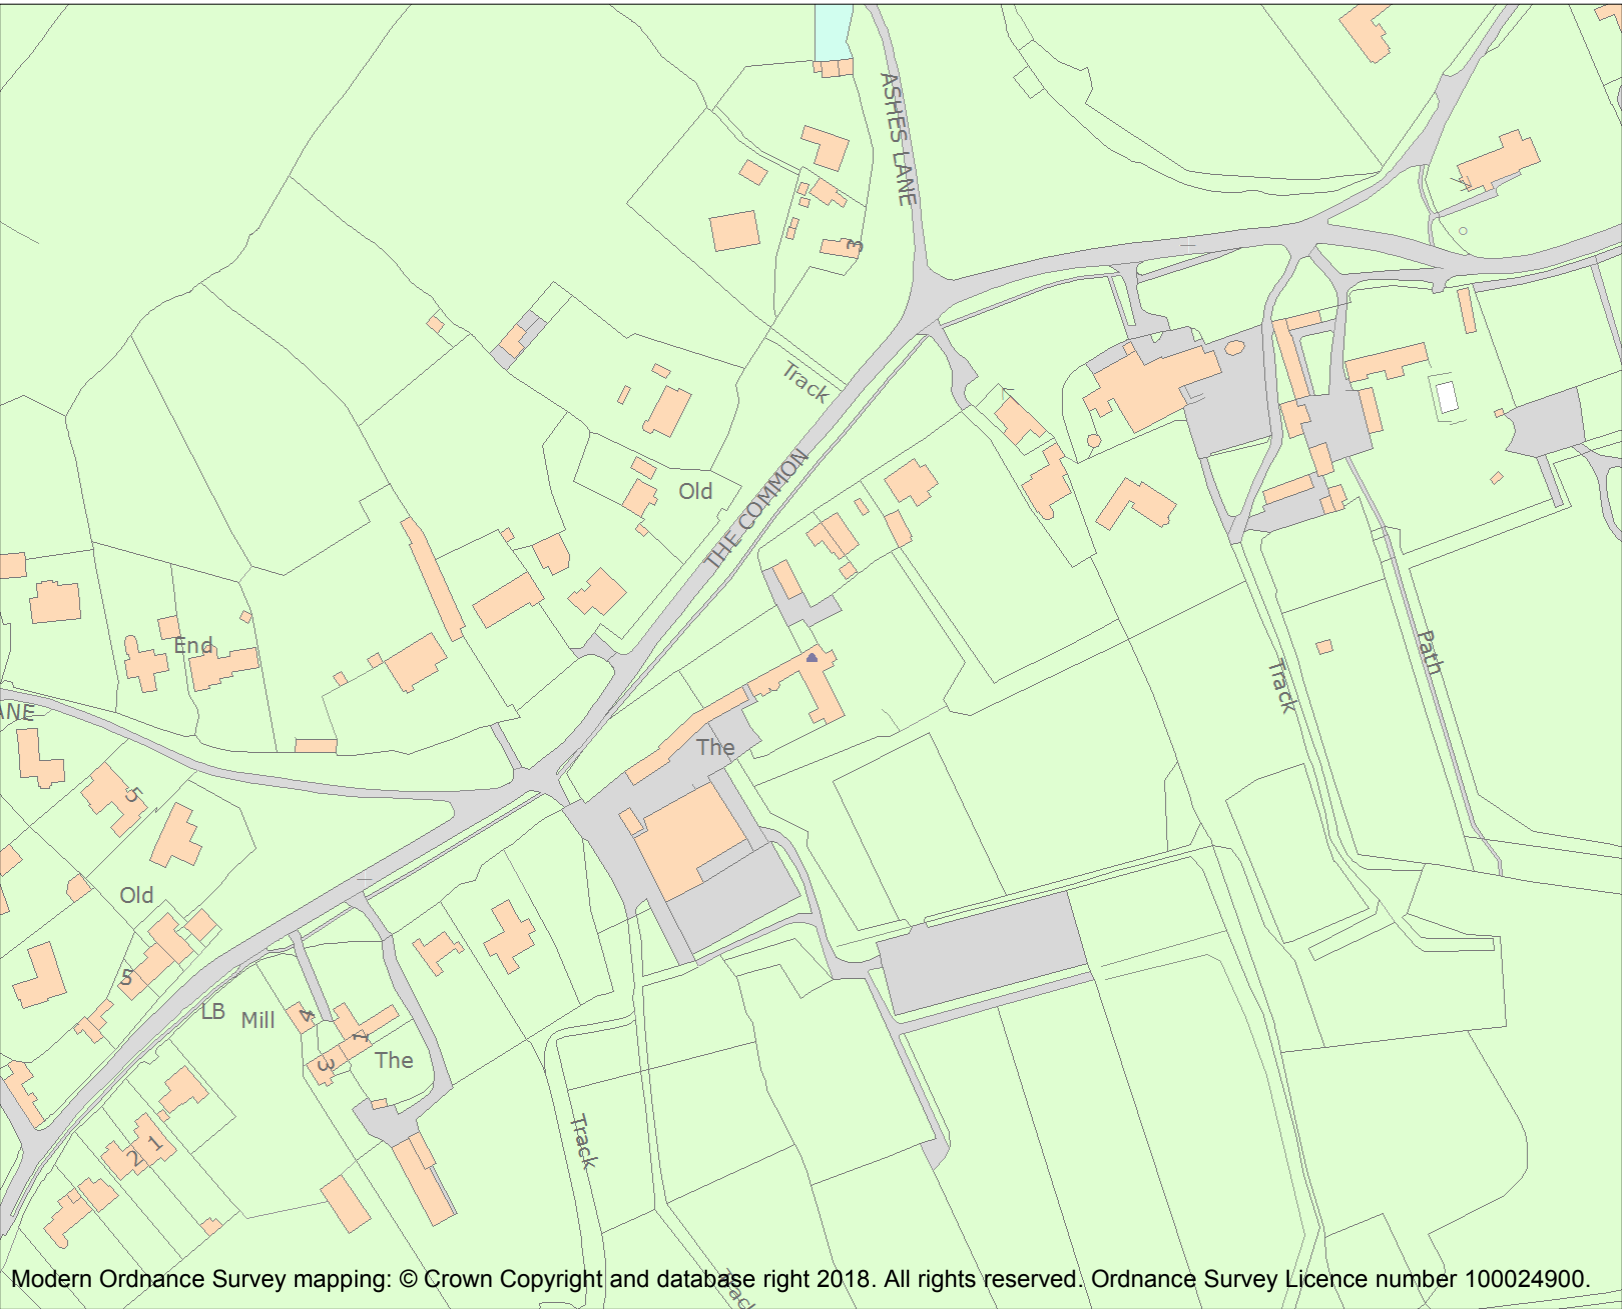 ASHES LANE
3
Track
Old
THE COMMON
End
Path
Track
ANE
The
5
Old
5
LB
Mill
4
1
3
The
Track
1
2
Track
Modern Ordnance Survey mapping: © Crown Copyright and database right 2018. All rights reserved. Ordnance Survey Licence number 100024900.